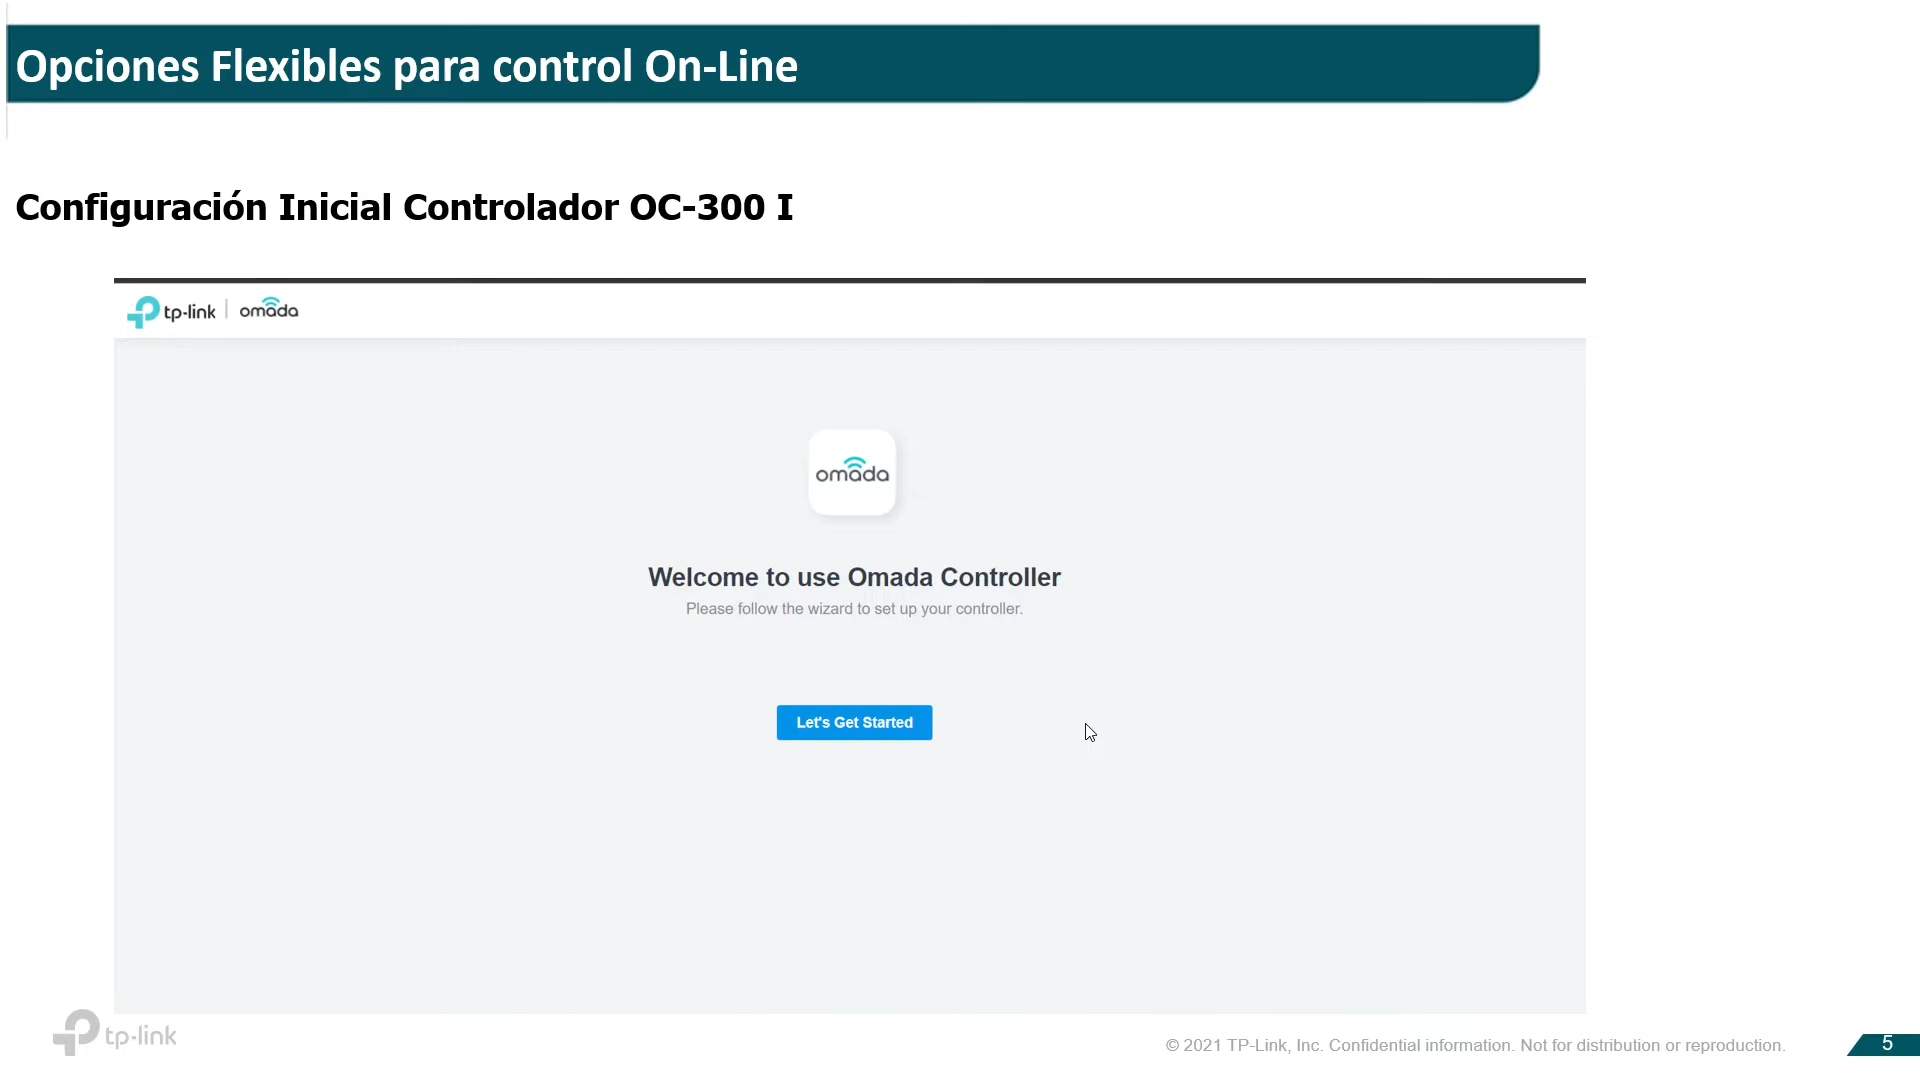 Opciones Flexibles para control On-Line
Configuración Inicial Controlador OC-300 I
tp-link | omada
omada
Welcome to use Omada Controller
Please follow the wizard to set up your controller.
Let's Get Started
tp-link
© 2021 TP-Link, Inc. Confidential information. Not for distribution or reproduction.
5